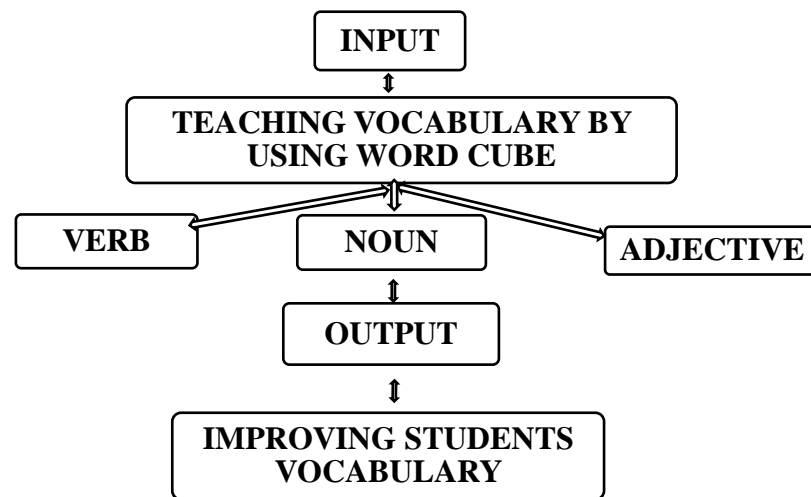 INPUT
TEACHING VOCABULARY BY
USING WORD CUBE
VERB
NOUN
ADJECTIVE
OUTPUT
IMPROVING STUDENTS
VOCABULARY